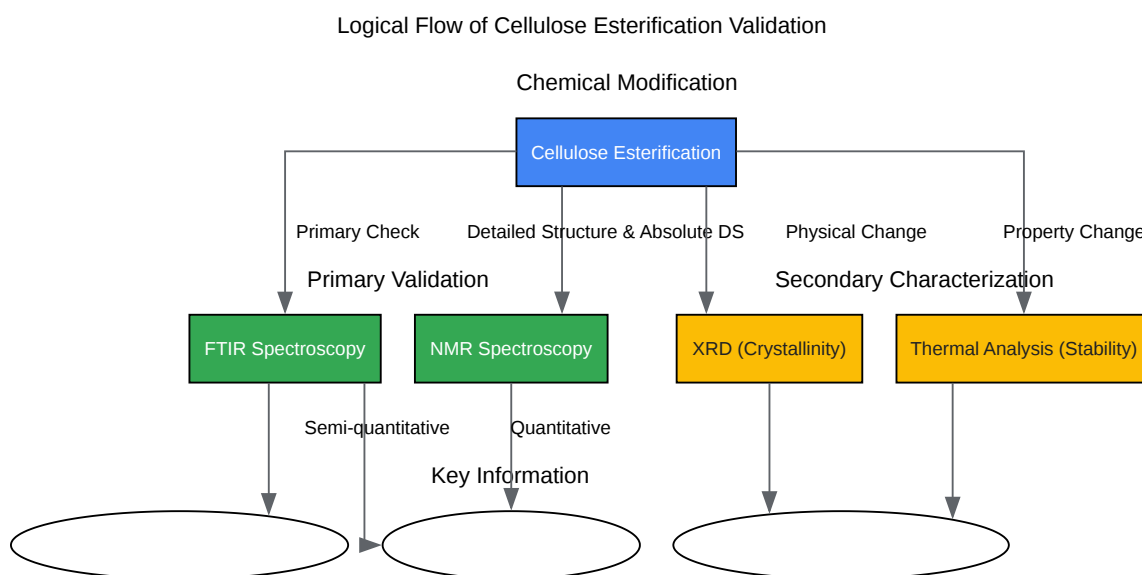 Logical Flow of Cellulose Esterification Validation
Chemical Modification
Cellulose Esterification
Primary Check
Detailed Structure & Absolute DS
Physical Change
Property Change
Primary Validation
Secondary Characterization
FTIR Spectroscopy
NMR Spectroscopy
XRD (Crystallinity)
Thermal Analysis (Stability)
Semi-quantitative
Quantitative
Key Information